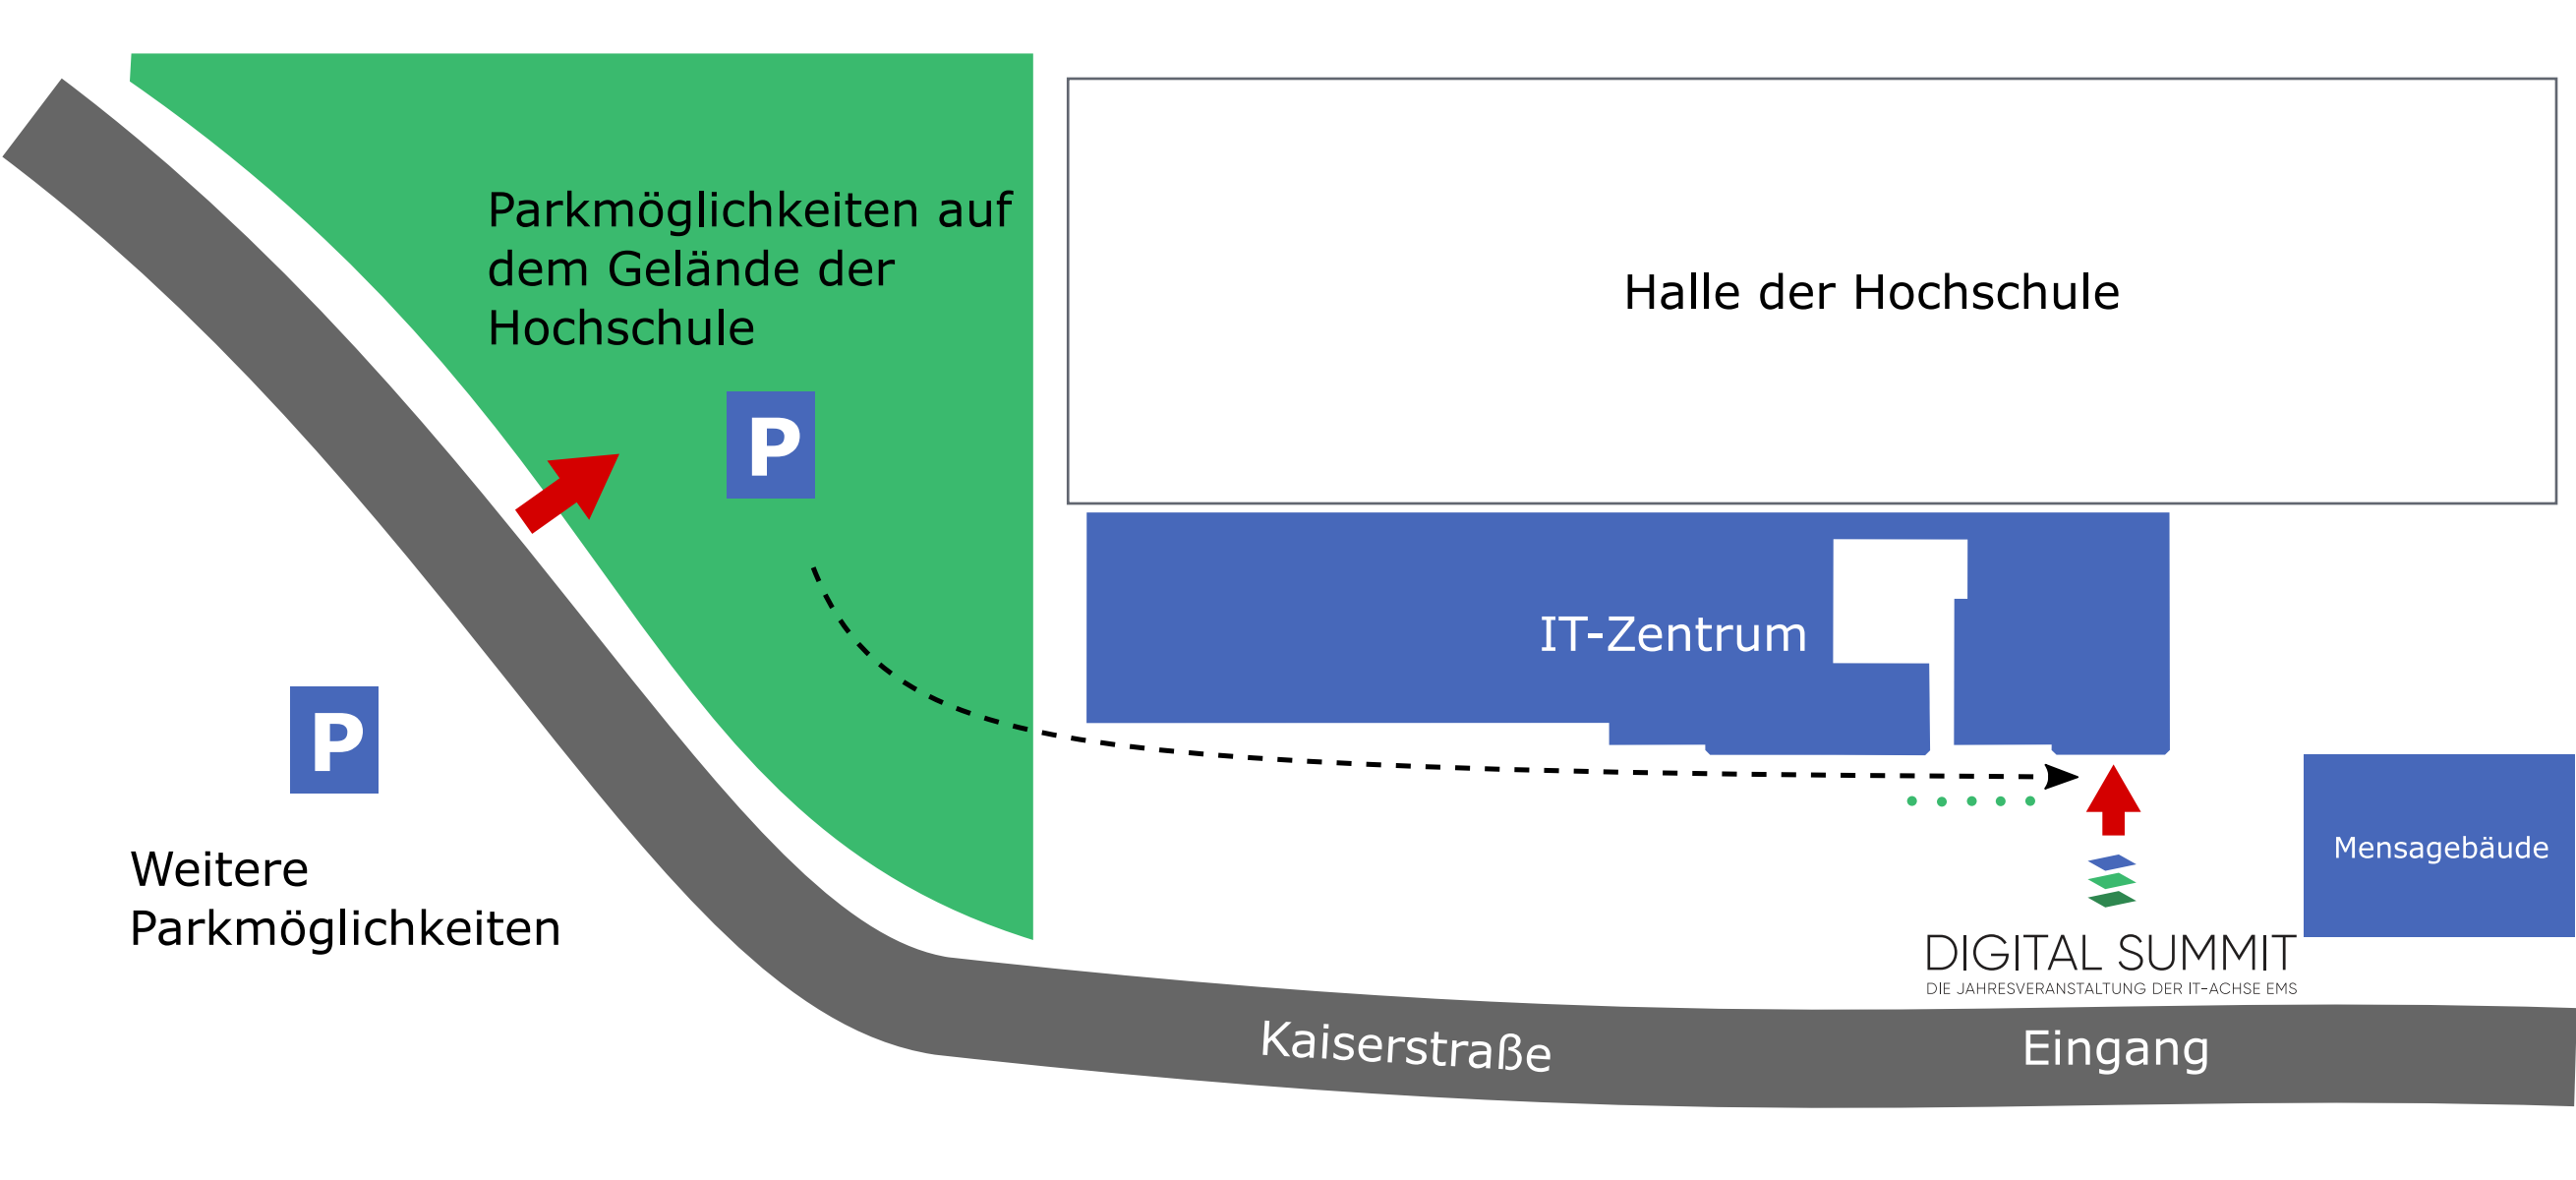 Parkmöglichkeiten auf
dem Gelände der
Hochschule
P
Halle der Hochschule
IT-Zentrum
P
Weitere
Parkmöglichkeiten
Mensagebäude
DIGITAL SUMMIT
DIE JAHRESVERANSTALTUNG DER IT-ACHSE EMS
Kaiserstraße
Eingang